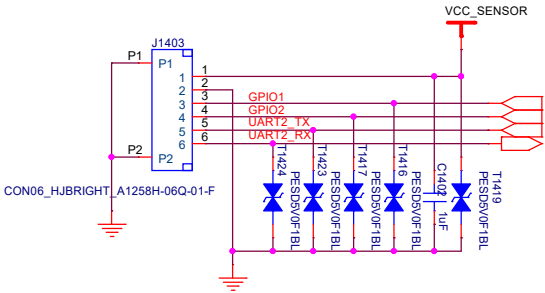 VCC_SENSOR
J1403
P1
P1
1
1
2
2
3
3
GPIO1
4
4
GPIO2
5
5
UART2_TX
6
6
UART2_RX
P2
P2
CON06_HJBRIGHT_A1258H-06Q-01-F
T1424
PESD5V0F1BL
T1423
PESD5V0F1BL
T1417
PESD5V0F1BL
T1416
PESD5V0F1BL
C1402
1uF
T1419
PESD5V0F1BL